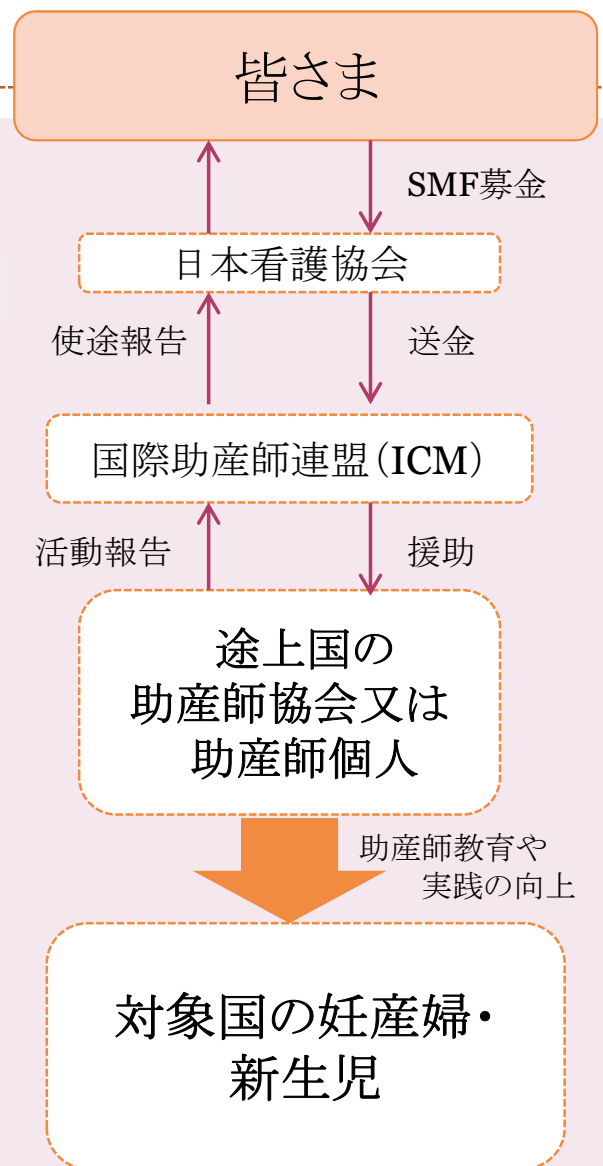 皆さま
SMF募金
日本看護協会
使途報告
送金
国際助産師連盟(ICM)
活動報告
援助
途上国の
助産師協会又は
助産師個人
助産師教育や
実践の向上
対象国の妊産婦・
新生児